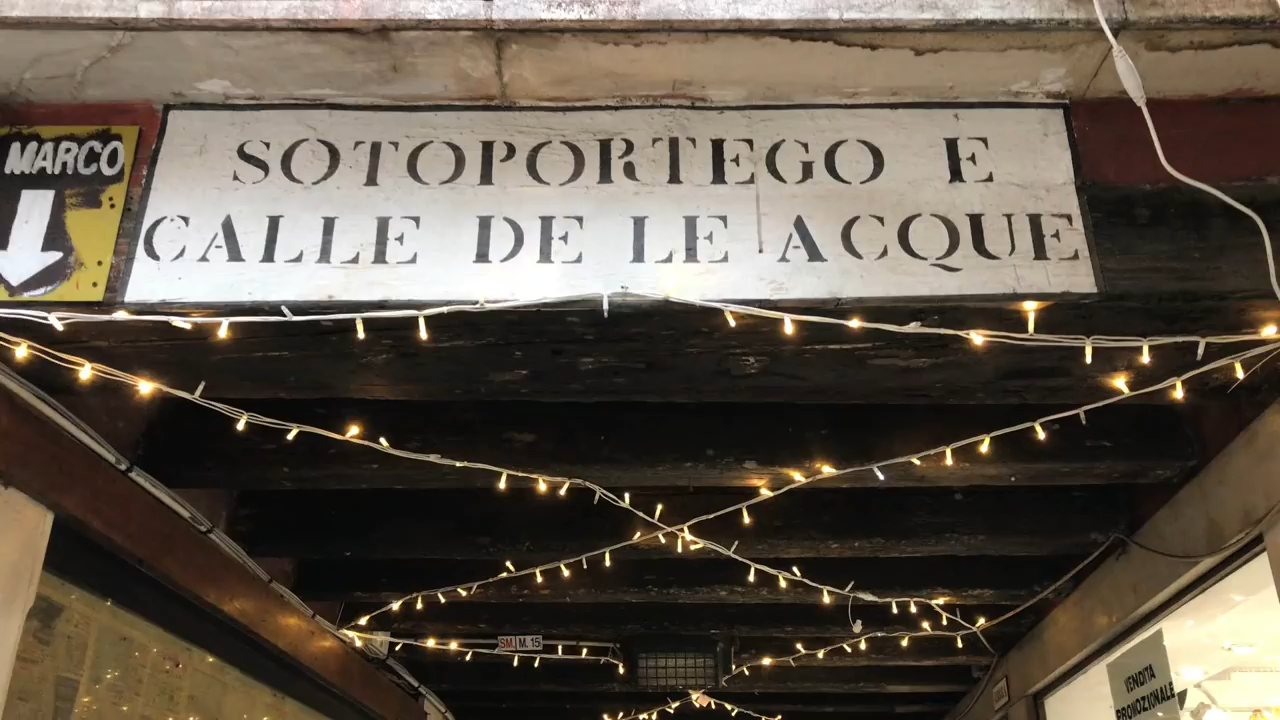 MARCO
SOTOPORTEGO E
CALLE DE LE ACQUE
SM. M. 15
VENDITA
PROMOZIONALE